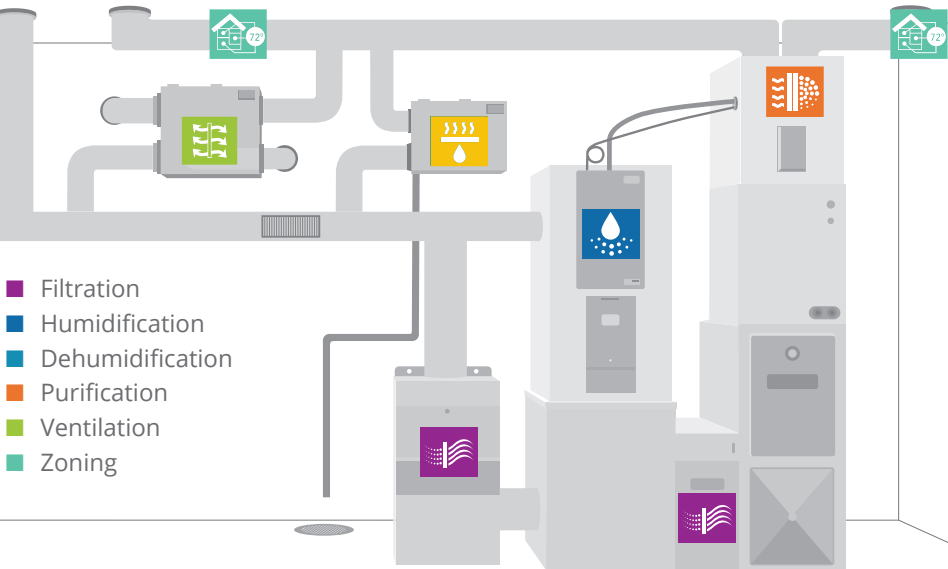 72°
72°
Filtration
Humidification
Dehumidification
Purification
Ventilation
Zoning